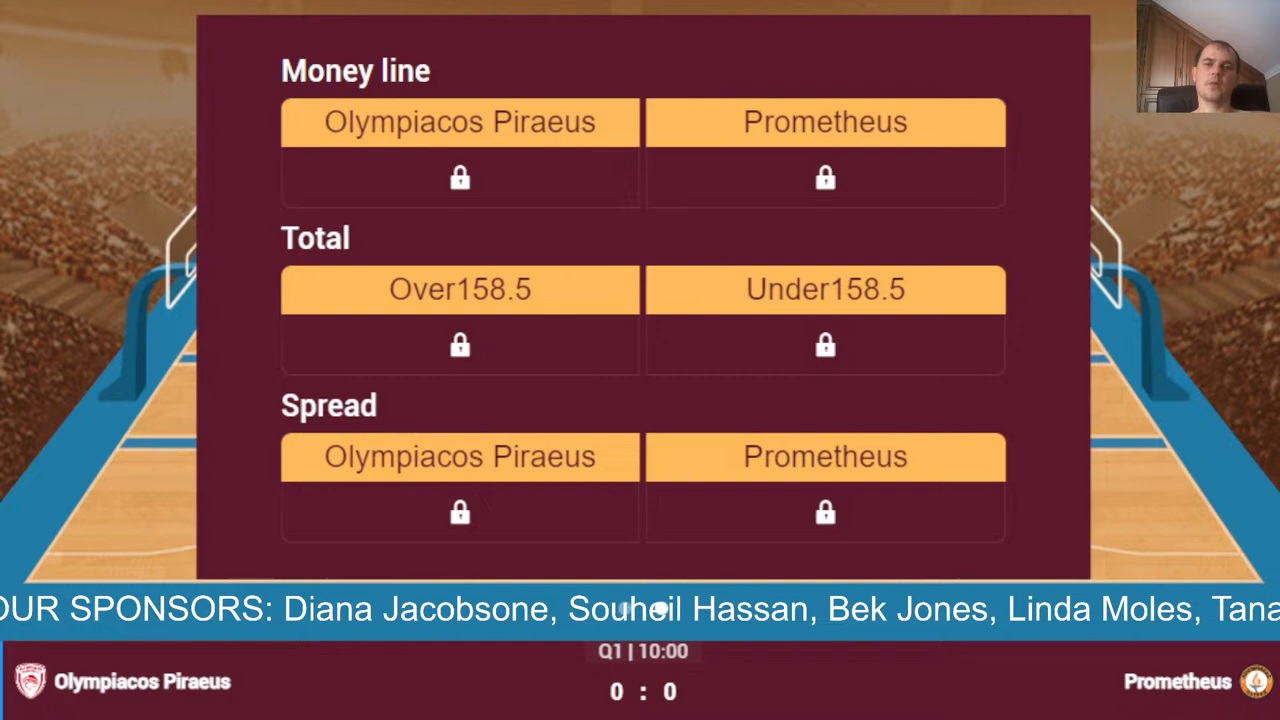 Money line
Olympiacos Piraeus Prometheus
Total
Over158.5 Under158.5
Spread
Olympiacos Piraeus Prometheus
OUR SPONSORS: Diana Jacobsone, Souheil Hassan, Bek Jones, Linda Moles, Tana
Q1 | 10:00
Olympiacos Piraeus 0 : 0 Prometheus